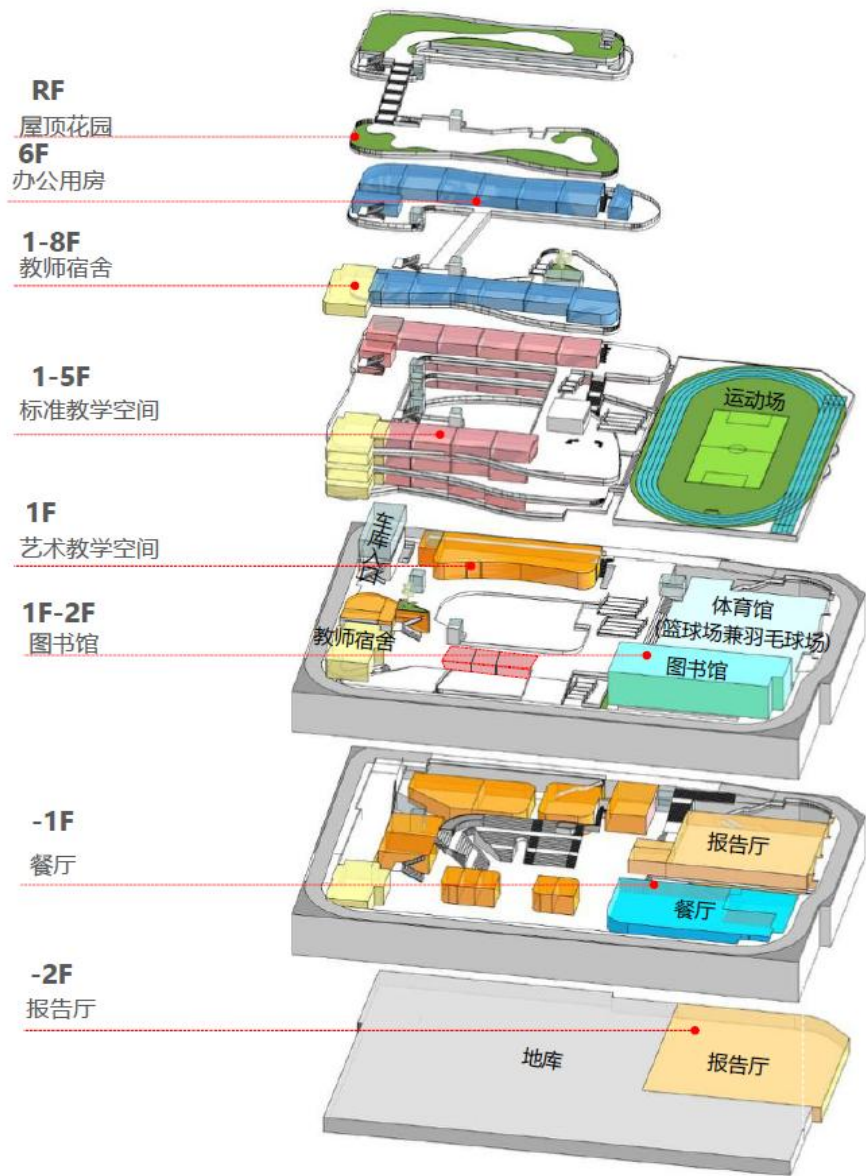 RF
屋顶花园
6F
办公用房
1-8F
教师宿舍
1-5F
标准教学空间
运动场
1F
艺术教学空间
车库入口
1F-2F
图书馆
教师宿舍
体育馆
(篮球场兼羽毛球场)
图书馆
-1F
餐厅
报告厅
餐厅
-2F
报告厅
地库
报告厅